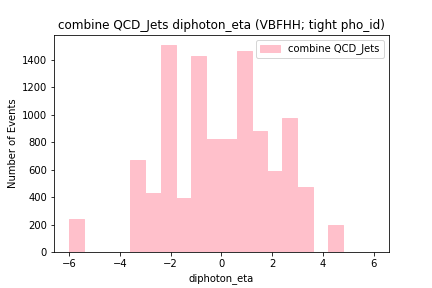 combine QCD_Jets diphoton_eta (VBFHH; tight pho_id)
combine QCD_Jets
Number of Events
1400
1200
1000
800
600
400
200
0
−6 −4 −2 0 2 4 6
diphoton_eta